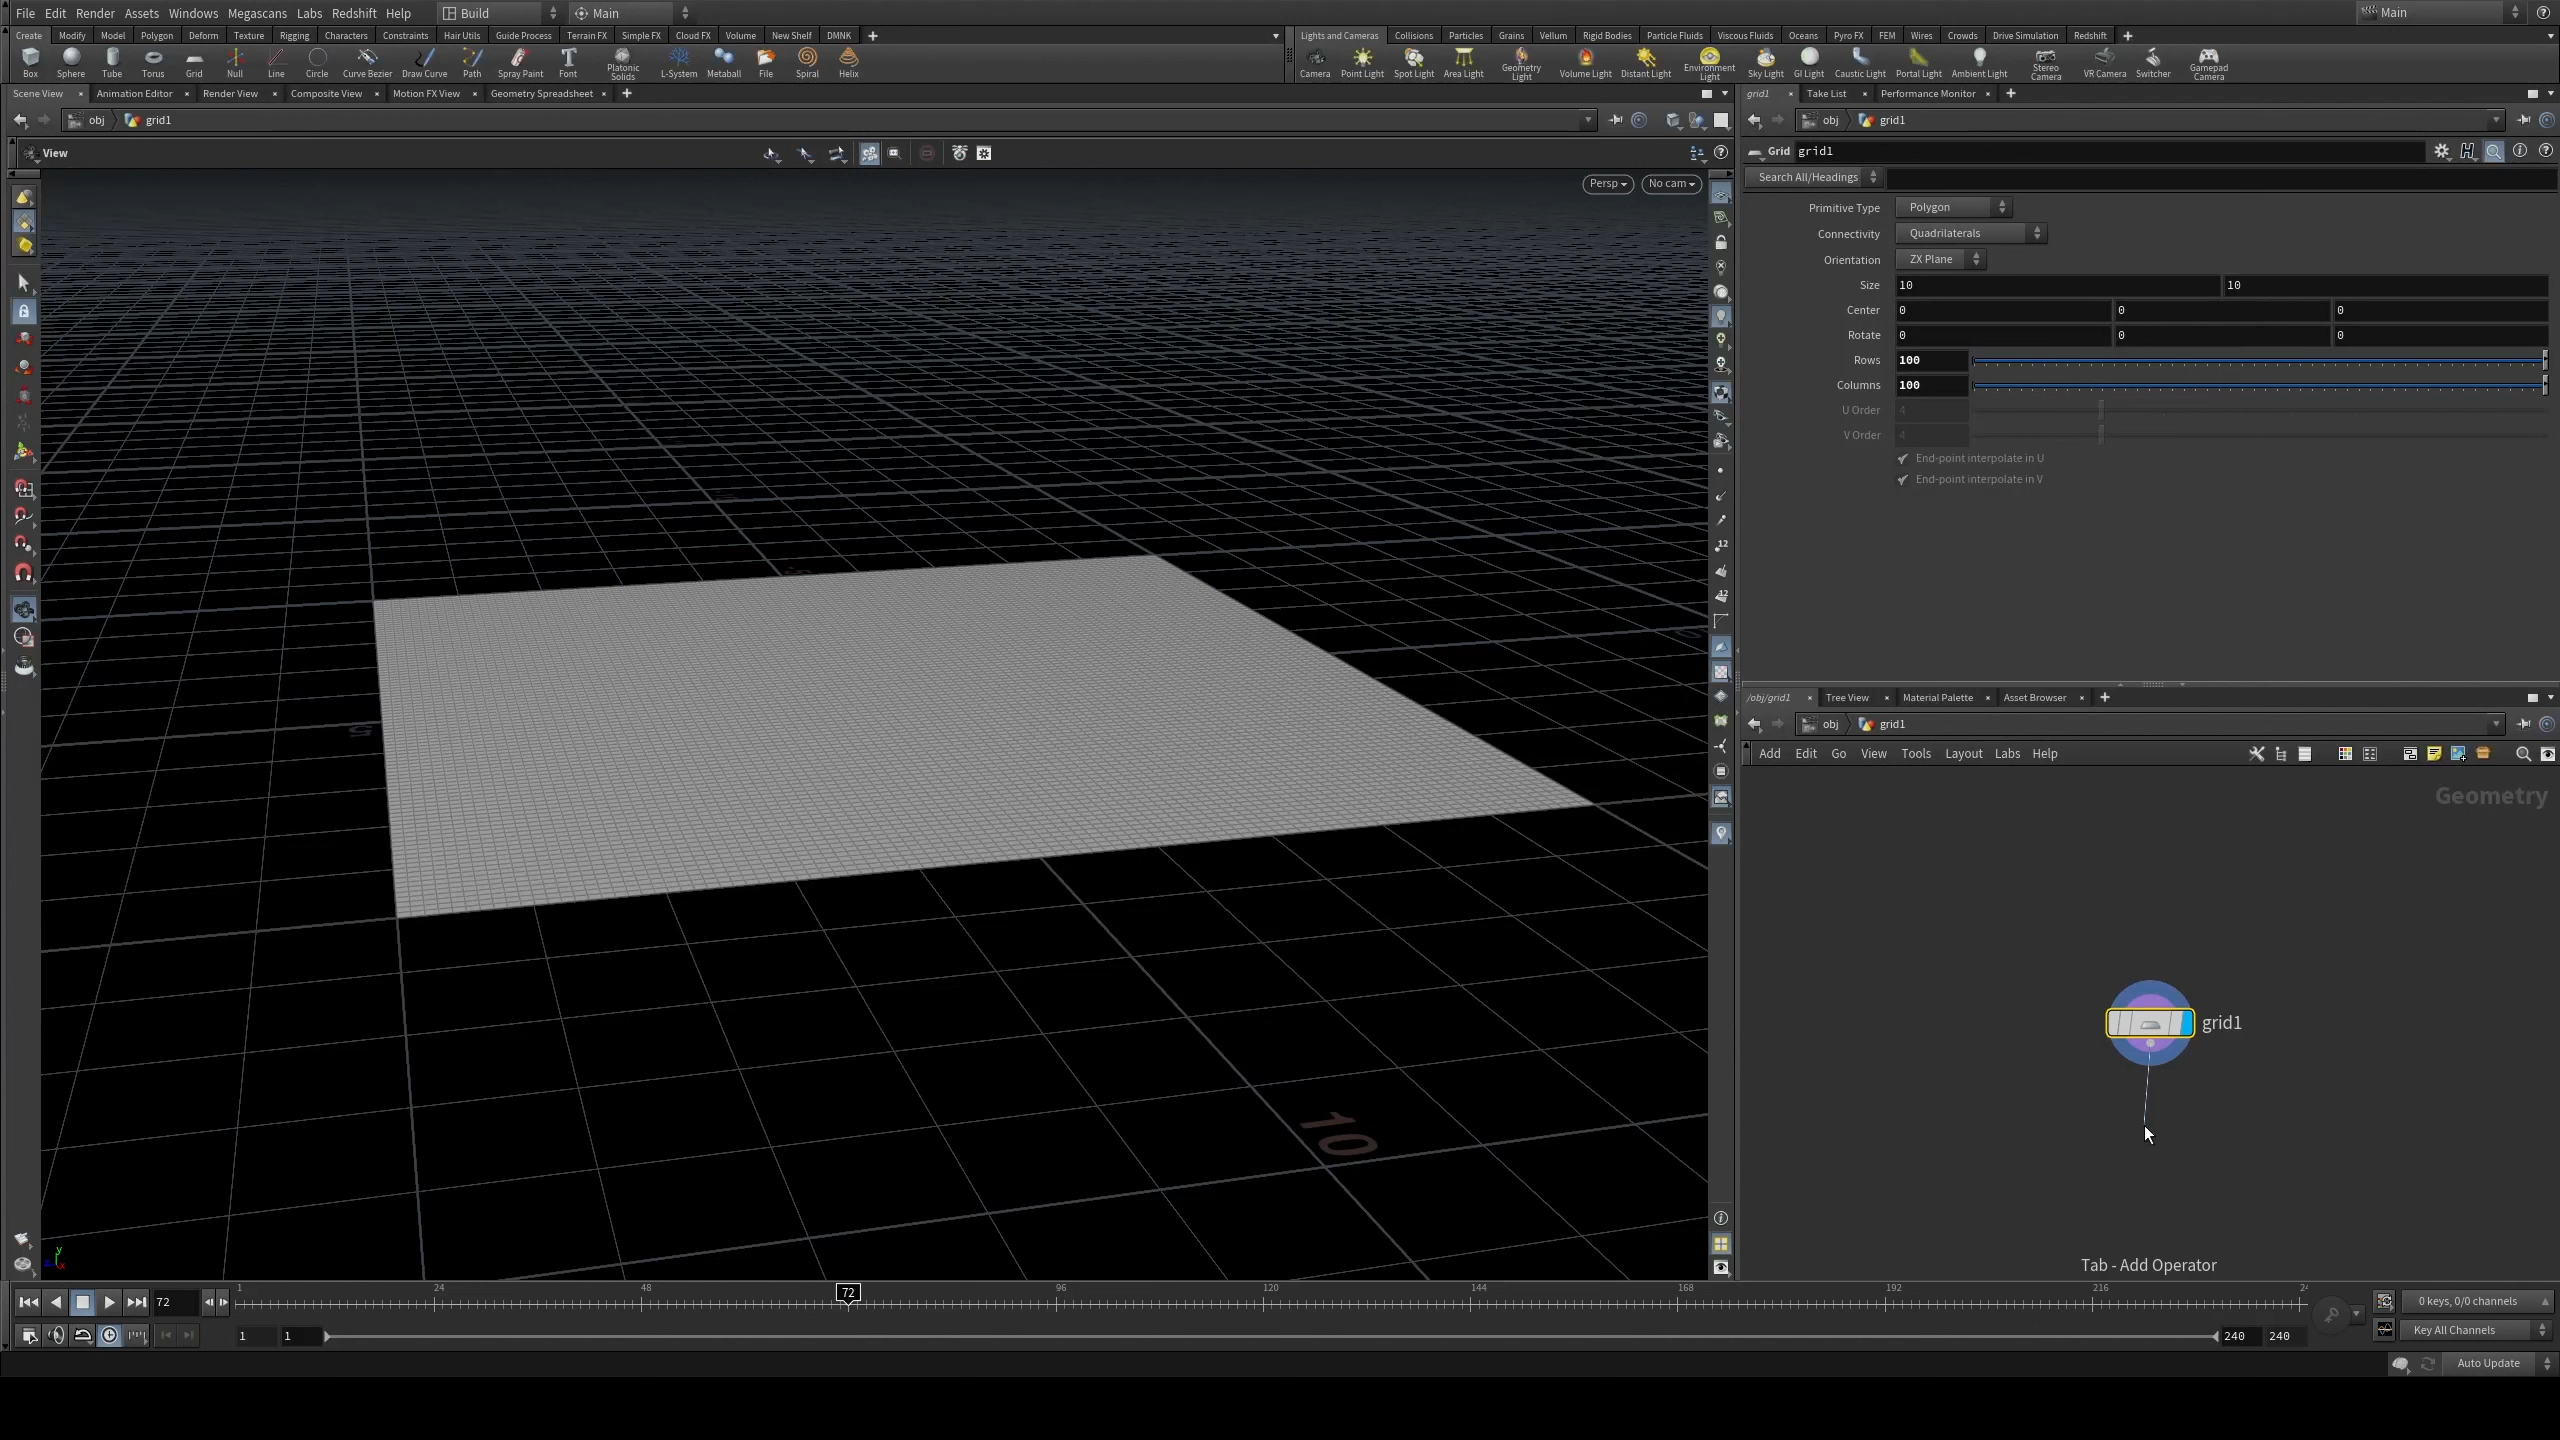 File Edit Render Assets Windows Megascans Labs Redshift Help Build Main Main
Create Modify Model Polygon Deform Texture Rigging Characters Constraints Hair Utils Guide Process Terrain FX Simple FX Cloud FX Volume New Shelf DMNK
Lights and Cameras Collisions Particles Grains Vellum Rigid Bodies Particle Fluids Viscous Fluids Oceans Pyro FX FEM Wires Crowds Drive Simulation Redshift
Box Sphere Tube Torus Grid Null Line Circle Curve Bezier Draw Curve Path Spray Paint Font Platonic Solids L-System Metaball File Spiral Helix
Camera Point Light Spot Light Area Light Geometry Light Volume Light Distant Light Environment Light Sky Light GI Light Caustic Light Portal Light Ambient Light Stereo Camera VR Camera Switcher Gamepad Camera
Scene View Animation Editor Render View Composite View Motion FX View Geometry Spreadsheet
grid1 Take List Performance Monitor
obj grid1
obj grid1
View
Persp No cam
Grid grid1
Search All/Headings
Primitive Type Polygon
Connectivity Quadrilaterals
Orientation ZX Plane
Size 10 10
Center 0 0 0
Rotate 0 0 0
Rows 100
Columns 100
U Order 4
V Order 4
End-point interpolate in U
End-point interpolate in V
5
5
10
y
z x
12
12
/obj/grid1 Tree View Material Palette Asset Browser
obj grid1
Add Edit Go View Tools Layout Labs Help
Geometry
grid1
Tab - Add Operator
1 24 48 72 96 120 144 168 192 216 24
72
1 1 240 240
0 keys, 0/0 channels
Key All Channels
Auto Update